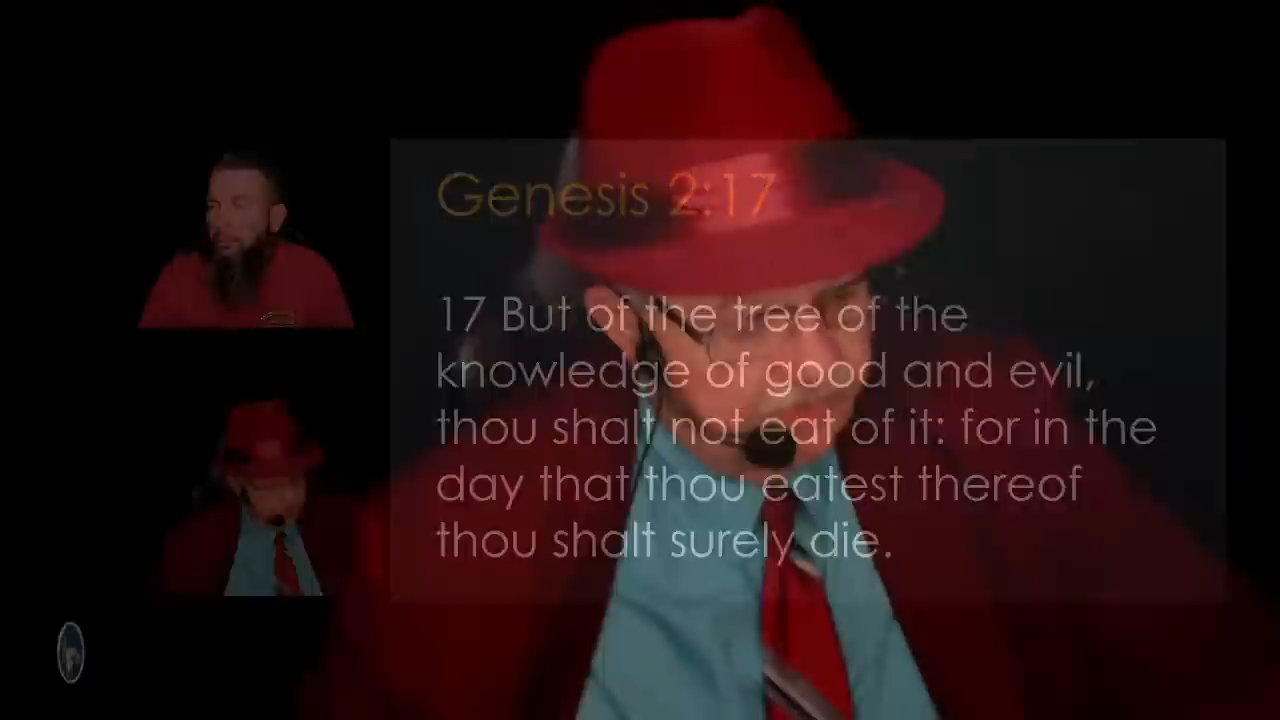 Genesis 2:17
17 But of the tree of the
knowledge of good and evil,
thou shalt not eat of it: for in the
day that thou eatest thereof
thou shalt surely die.